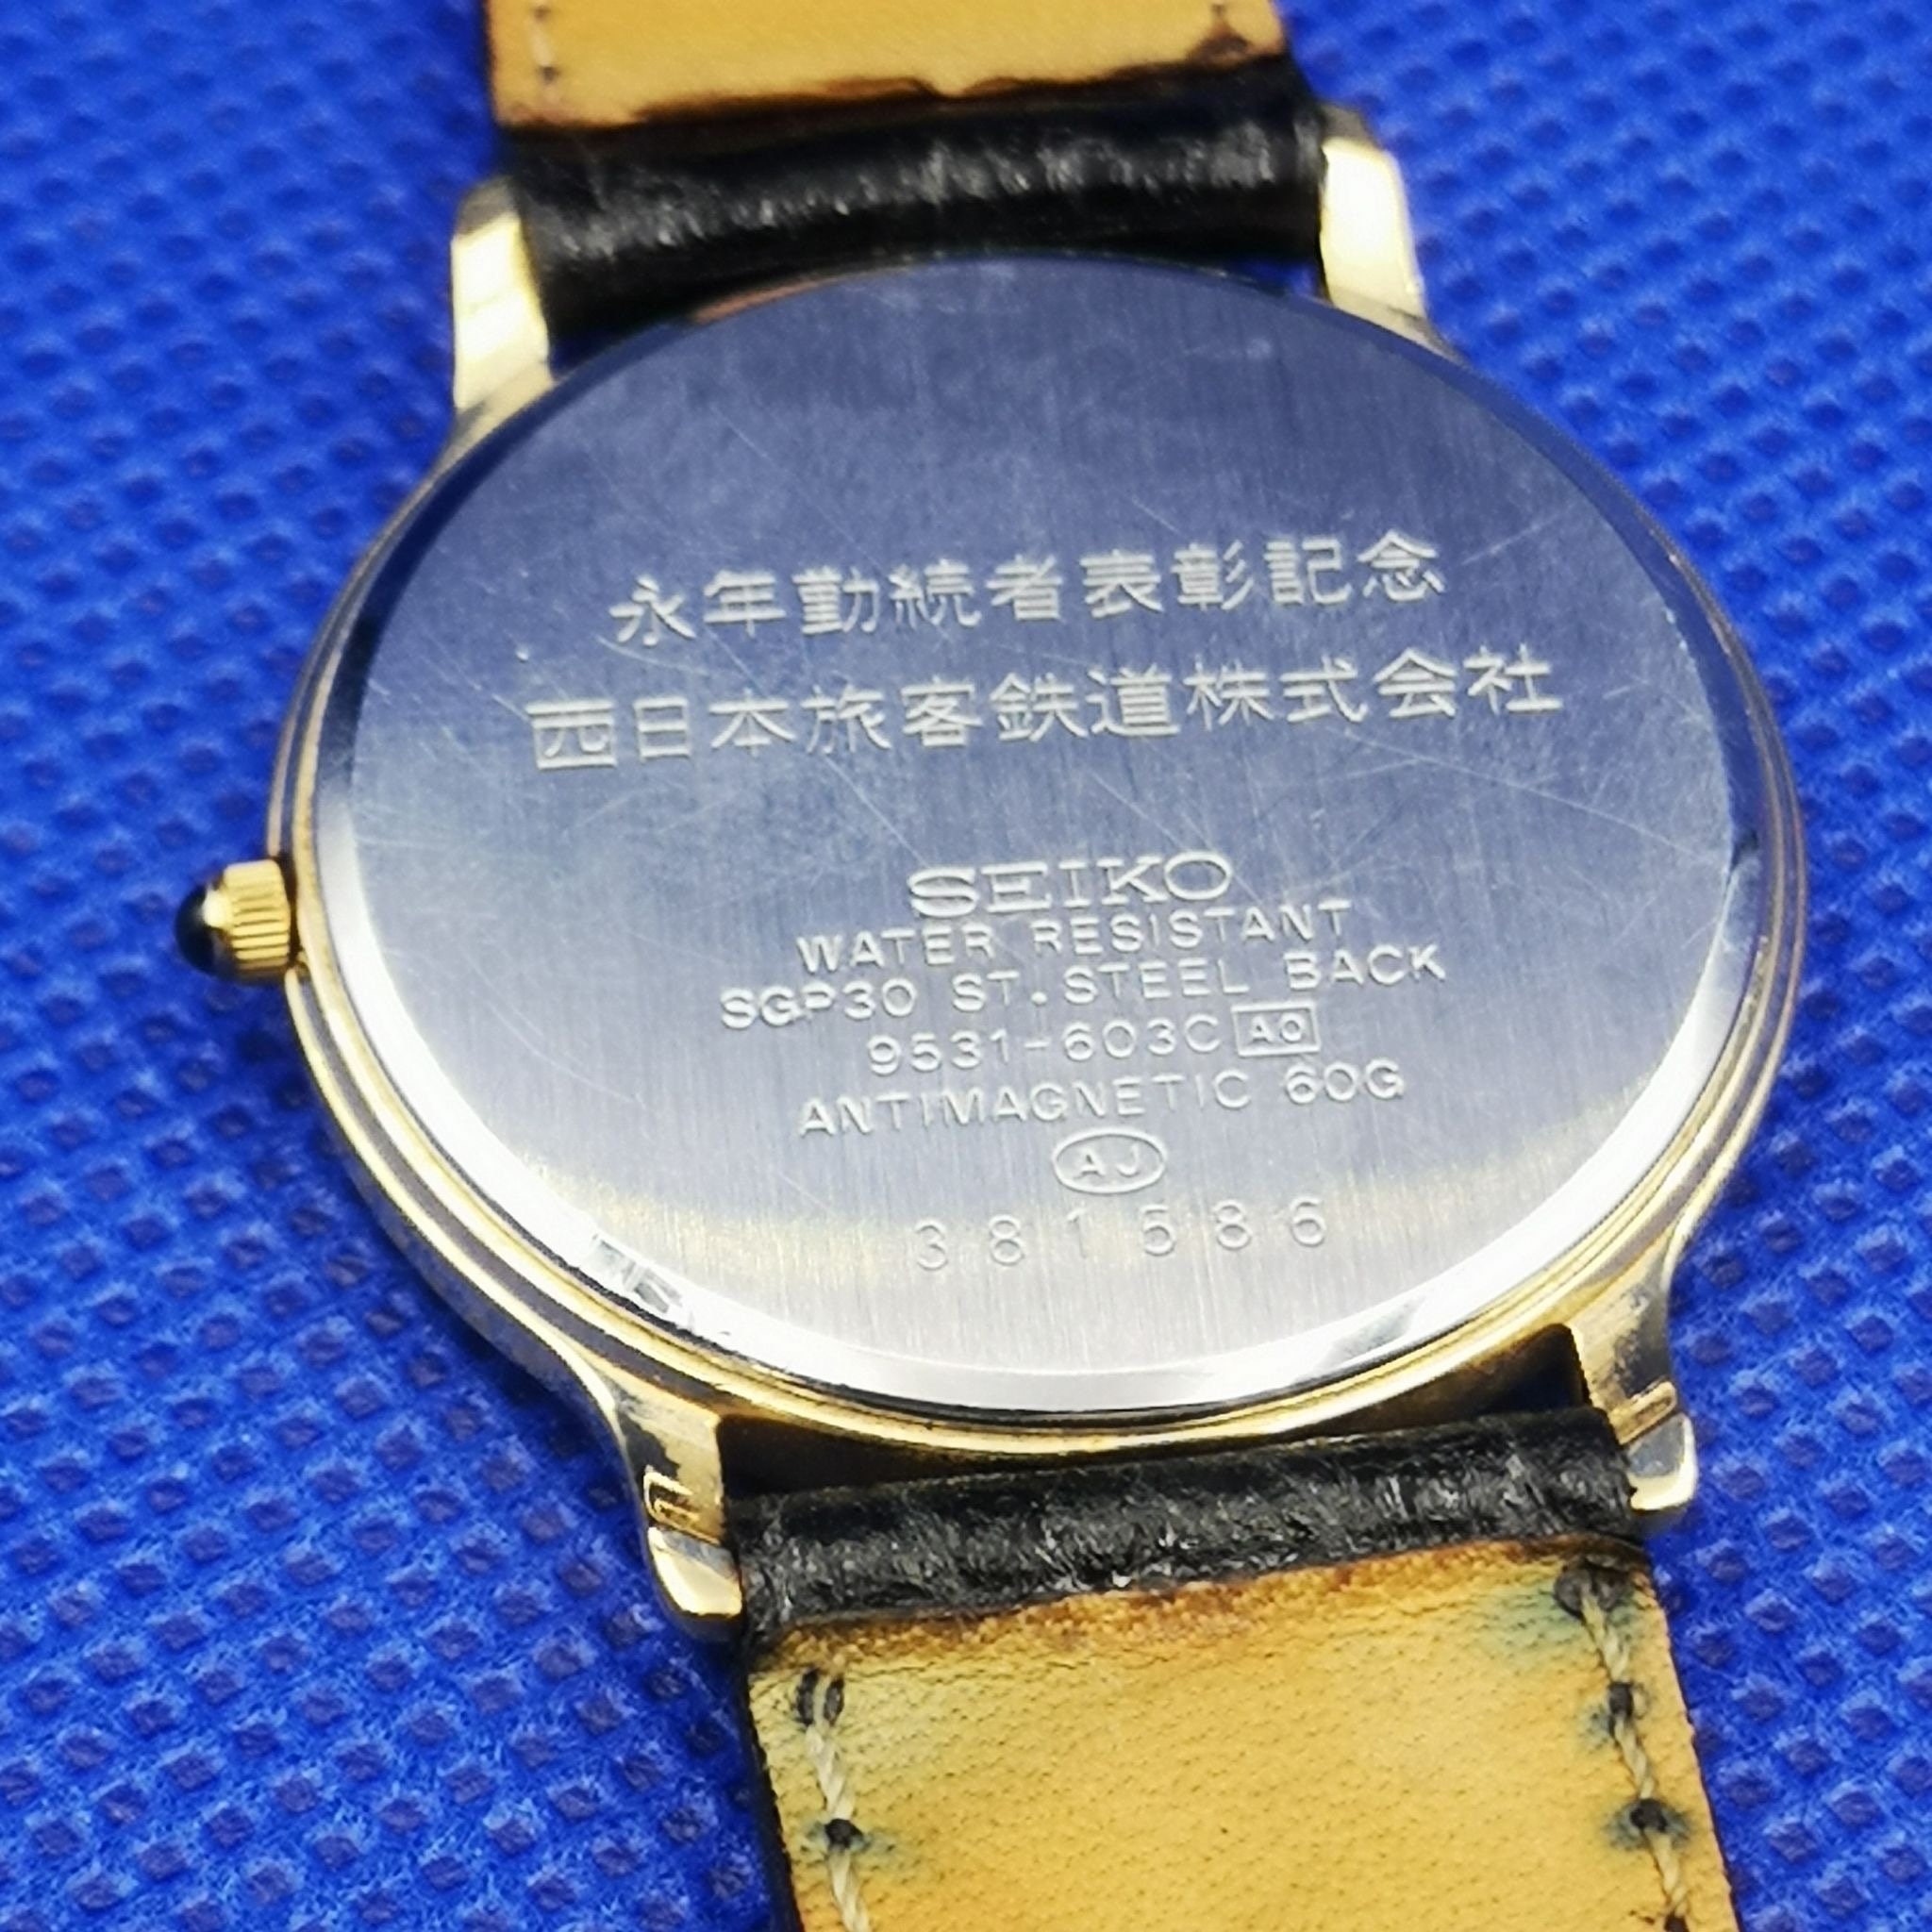 永年勤続者表彰記念
西日本旅客鉄道株式会社
SEIKO
WATER RESISTANT
SGP30 ST.STEEL BACK
9531-603C AO
ANTIMAGNETIC 60G
AJ
381586